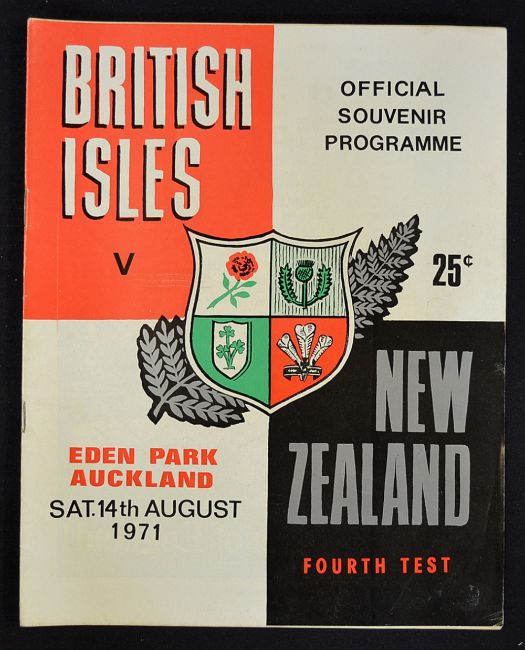 BRITISH
ISLES
V
OFFICIAL
SOUVENIR
PROGRAMME
25¢
NEW
ZEALAND
EDEN PARK
AUCKLAND
SAT. 14th AUGUST
1971
FOURTH TEST